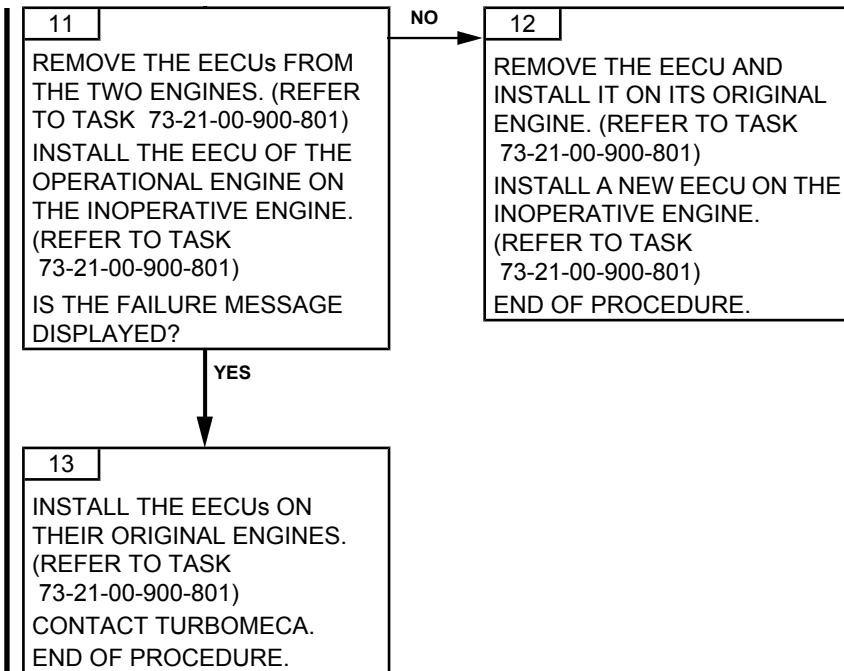 11
REMOVE THE EECUs FROM
THE TWO ENGINES. (REFER
TO TASK 73-21-00-900-801)
INSTALL THE EECU OF THE
OPERATIONAL ENGINE ON
THE INOPERATIVE ENGINE.
(REFER TO TASK
73-21-00-900-801)
IS THE FAILURE MESSAGE
DISPLAYED?
NO
12
REMOVE THE EECU AND
INSTALL IT ON ITS ORIGINAL
ENGINE. (REFER TO TASK
73-21-00-900-801)
INSTALL A NEW EECU ON THE
INOPERATIVE ENGINE.
(REFER TO TASK
73-21-00-900-801)
END OF PROCEDURE.
YES
13
INSTALL THE EECUs ON
THEIR ORIGINAL ENGINES.
(REFER TO TASK
73-21-00-900-801)
CONTACT TURBOMECA.
END OF PROCEDURE.